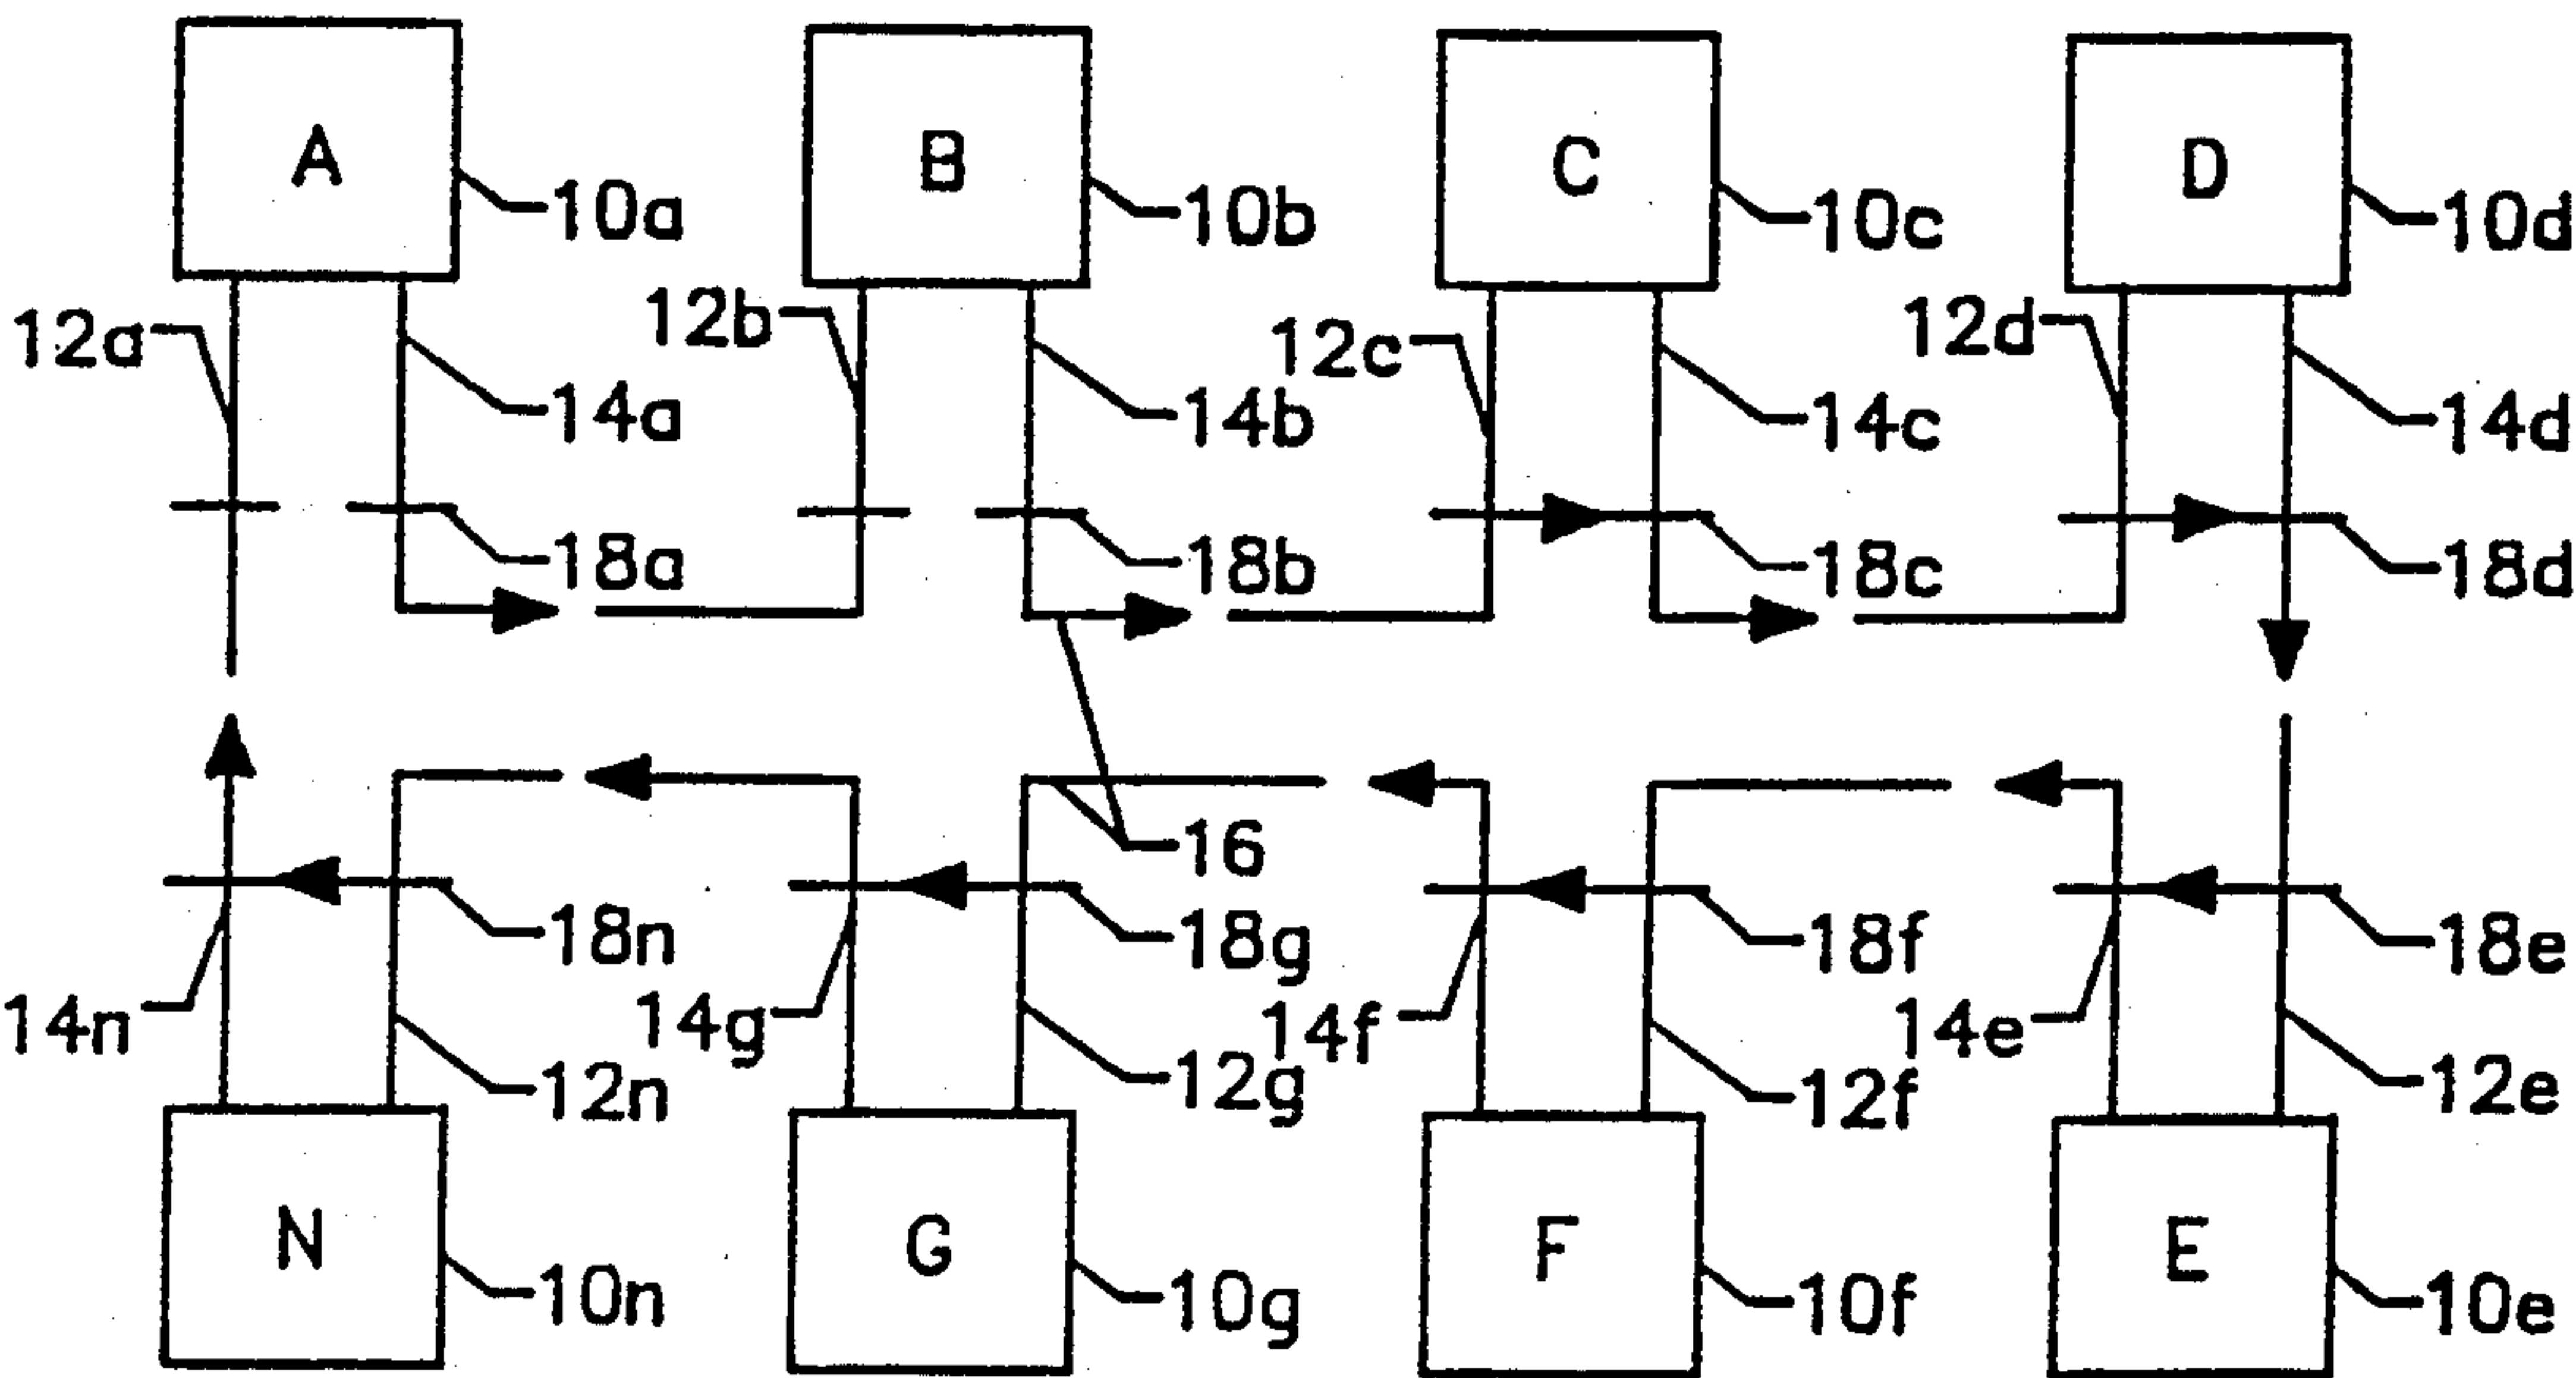 A B C D
10a 10b 10c 10d
12a 12b 12c 12d
14a 14b 14c 14d
18a 18b 18c 18d
16
18n 18g 18f 18e
14n 14g 14f 14e
12n 12g 12f 12e
N G F E
10n 10g 10f 10e